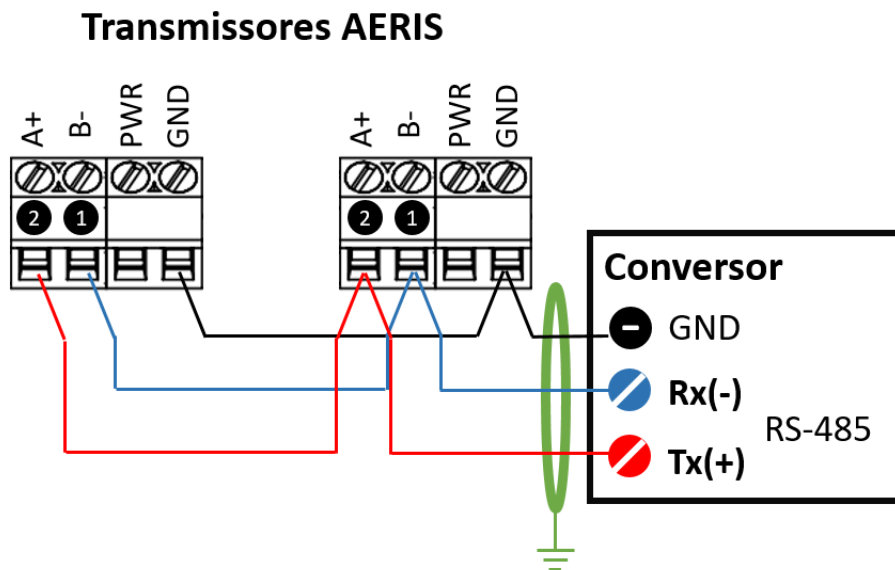 Transmissores AERIS
A+ B- PWR GND
A+ B- PWR GND
2 1
2 1
Conversor
GND
Rx(-)
RS-485
Tx(+)